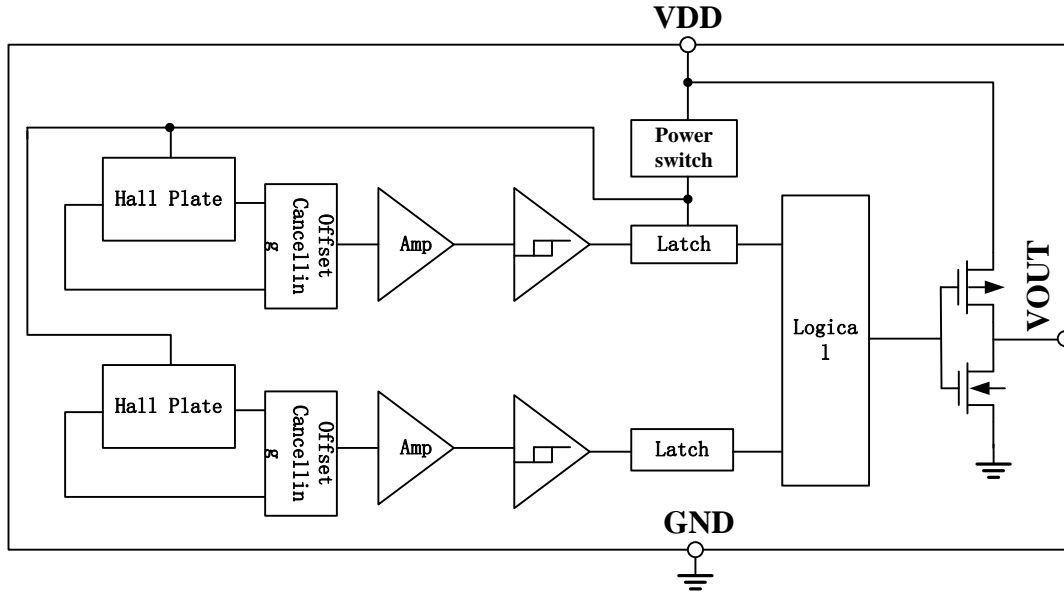 VDD
Power
switch
Hall Plate
Offset
Cancellin
g
Amp
Latch
Logica
l
VOUT
Hall Plate
Offset
Cancellin
g
Amp
Latch
GND